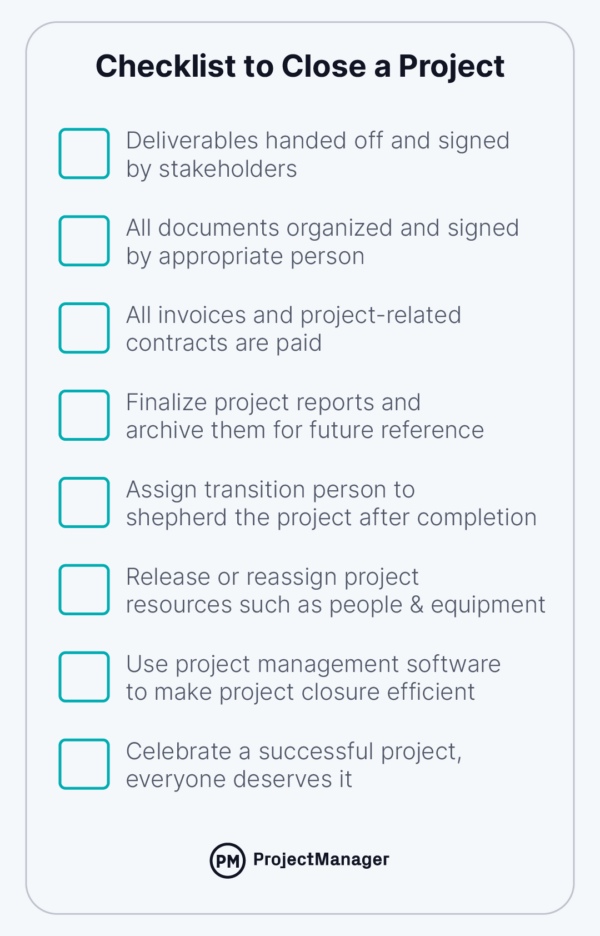 Checklist to Close a Project
Deliverables handed off and signed
by stakeholders
All documents organized and signed
by appropriate person
All invoices and project-related
contracts are paid
Finalize project reports and
archive them for future reference
Assign transition person to
shepherd the project after completion
Release or reassign project
resources such as people & equipment
Use project management software
to make project closure efficient
Celebrate a successful project,
everyone deserves it
PM ProjectManager